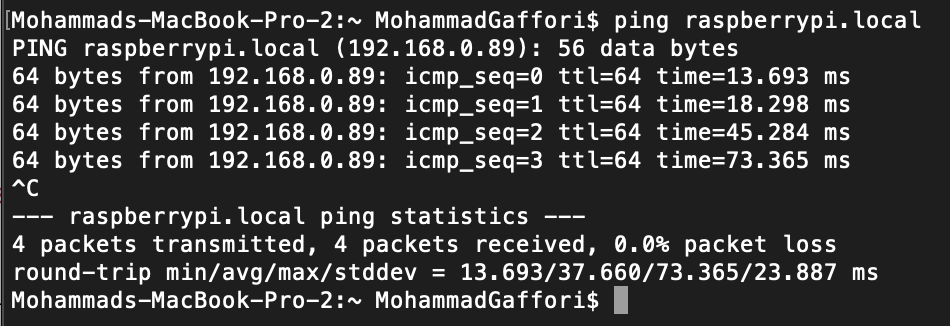 [Mohammads-MacBook-Pro-2:~ MohammadGaffori$ ping raspberrypi.local
PING raspberrypi.local (192.168.0.89): 56 data bytes
64 bytes from 192.168.0.89: icmp_seq=0 ttl=64 time=13.693 ms
64 bytes from 192.168.0.89: icmp_seq=1 ttl=64 time=18.298 ms
64 bytes from 192.168.0.89: icmp_seq=2 ttl=64 time=45.284 ms
64 bytes from 192.168.0.89: icmp_seq=3 ttl=64 time=73.365 ms
^C
--- raspberrypi.local ping statistics ---
4 packets transmitted, 4 packets received, 0.0% packet loss
round-trip min/avg/max/stddev = 13.693/37.660/73.365/23.887 ms
Mohammads-MacBook-Pro-2:~ MohammadGaffori$